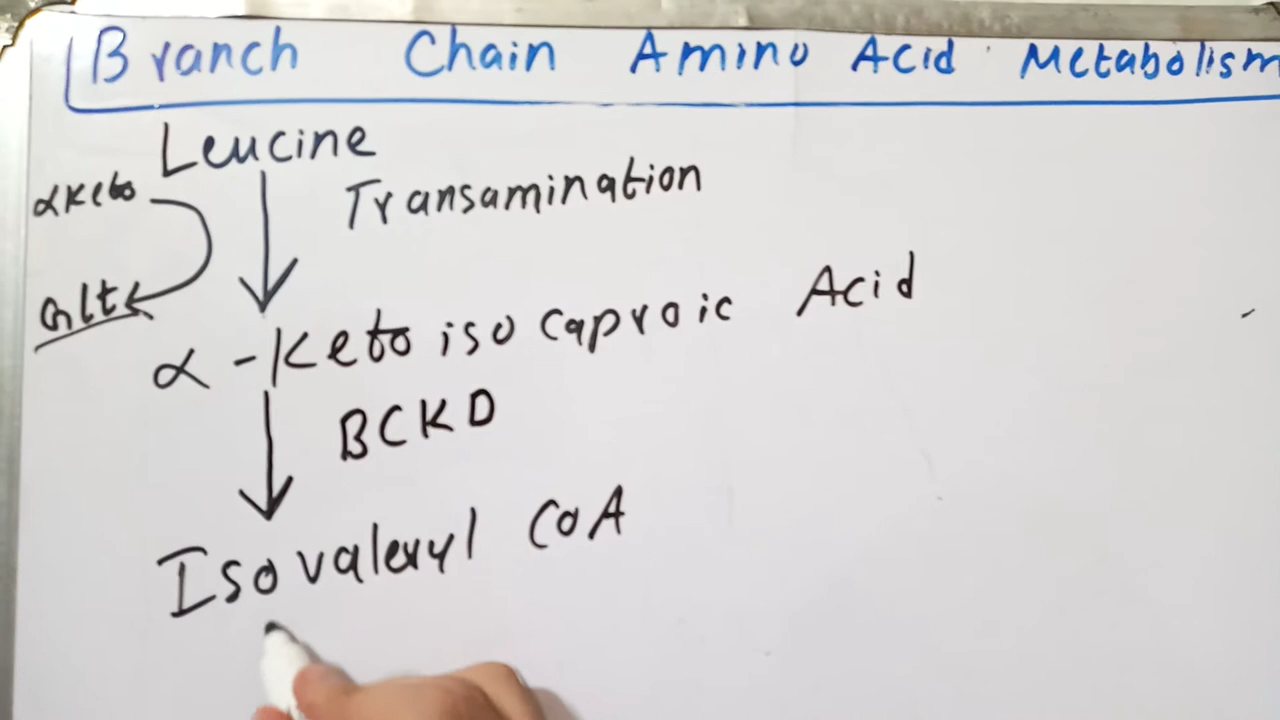 Branch Chain Amino Acid Metabolism
Leucine
αKeto
Transamination
Glt
α-Keto iso caproic Acid
BCKD
Isovaleryl CoA